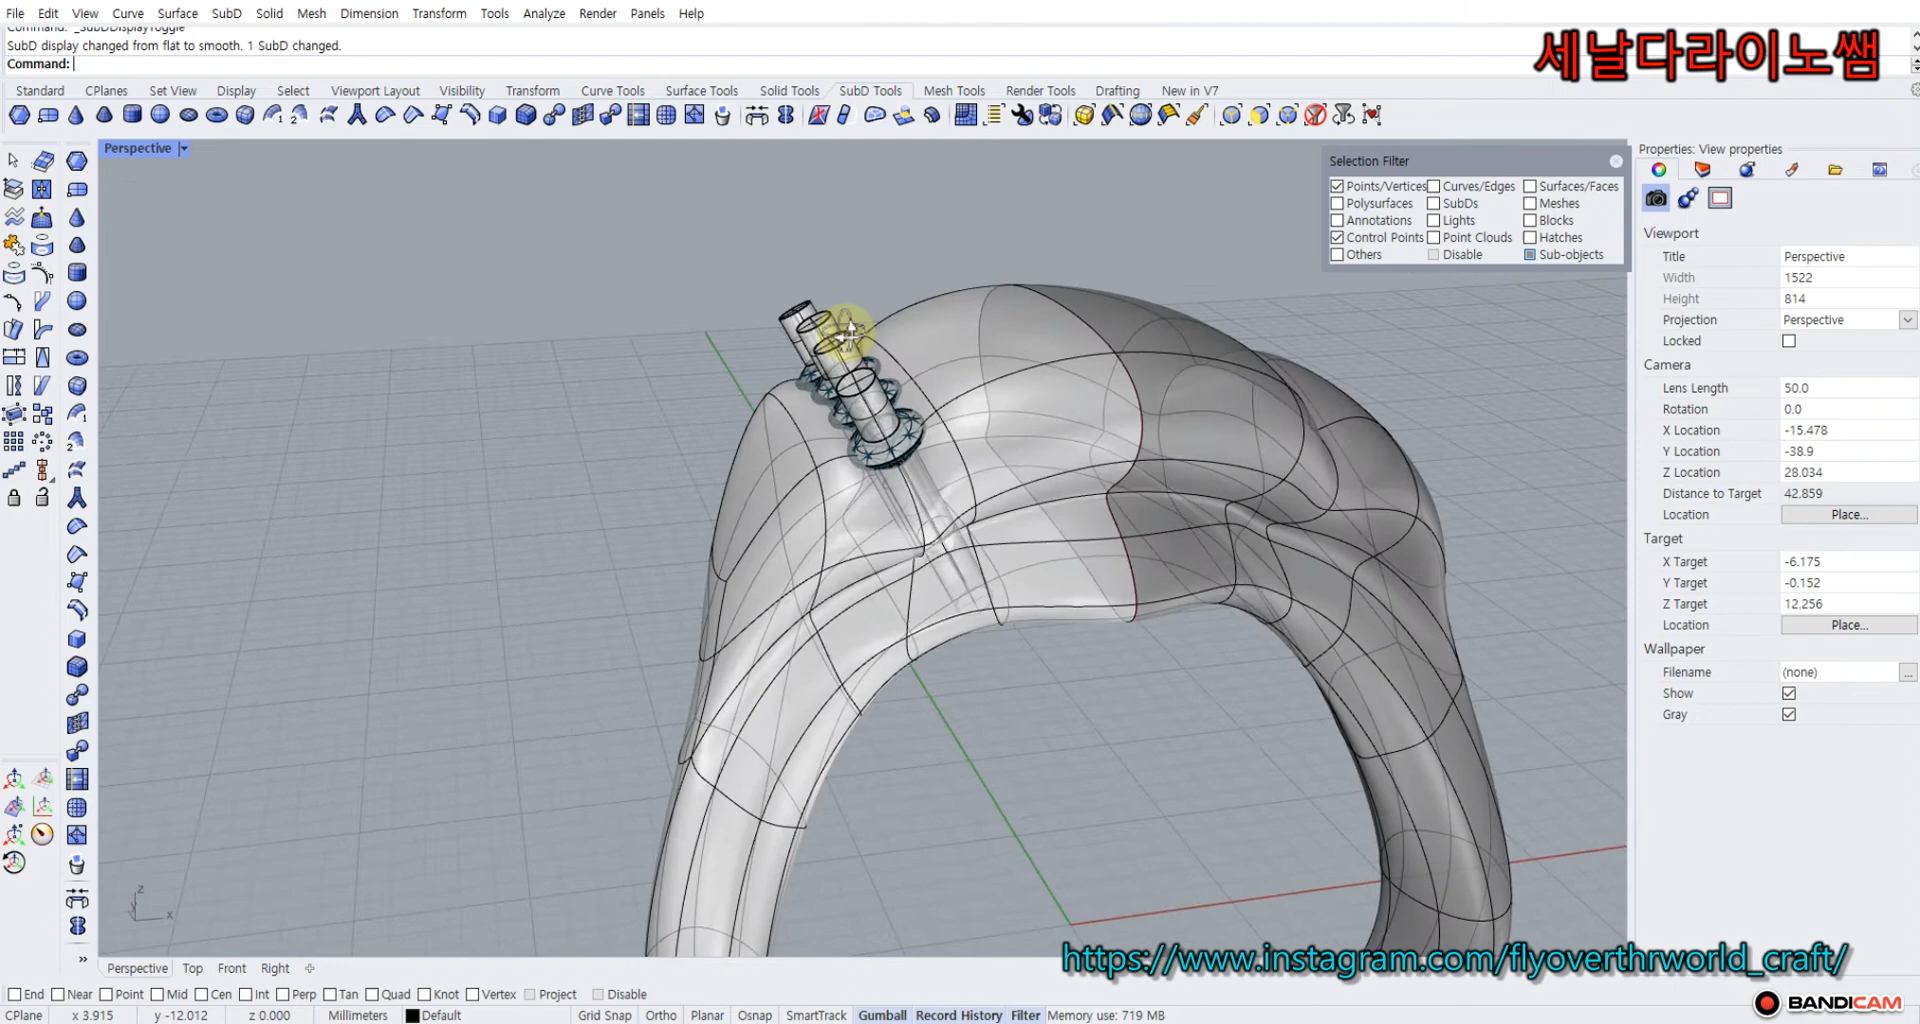 File Edit View Curve Surface SubD Solid Mesh Dimension Transform Tools Analyze Render Panels Help
Command: _SubDDisplayToggle
SubD display changed from flat to smooth. 1 SubD changed.
Command:
세날다라이노쌤
Standard CPlanes Set View Display Select Viewport Layout Visibility Transform Curve Tools Surface Tools Solid Tools SubD Tools Mesh Tools Render Tools Drafting New in V7
Perspective
Selection Filter
Points/Vertices Curves/Edges Surfaces/Faces
Polysurfaces SubDs Meshes
Annotations Lights Blocks
Control Points Point Clouds Hatches
Others Disable Sub-objects
Properties: View properties
Viewport
Title Perspective
Width 1522
Height 814
Projection Perspective
Locked
Camera
Lens Length 50.0
Rotation 0.0
X Location -15.478
Y Location -38.9
Z Location 28.034
Distance to Target 42.859
Location Place...
Target
X Target -6.175
Y Target -0.152
Z Target 12.256
Location Place...
Wallpaper
Filename (none) ...
Show
Gray
z
x
https://www.instagram.com/flyoverthrworld_craft/
Perspective Top Front Right
End Near Point Mid Cen Int Perp Tan Quad Knot Vertex Project Disable
BANDICAM
CPlane x 3.915 y -12.012 z 0.000 Millimeters Default Grid Snap Ortho Planar Osnap SmartTrack Gumball Record History Filter Memory use: 719 MB